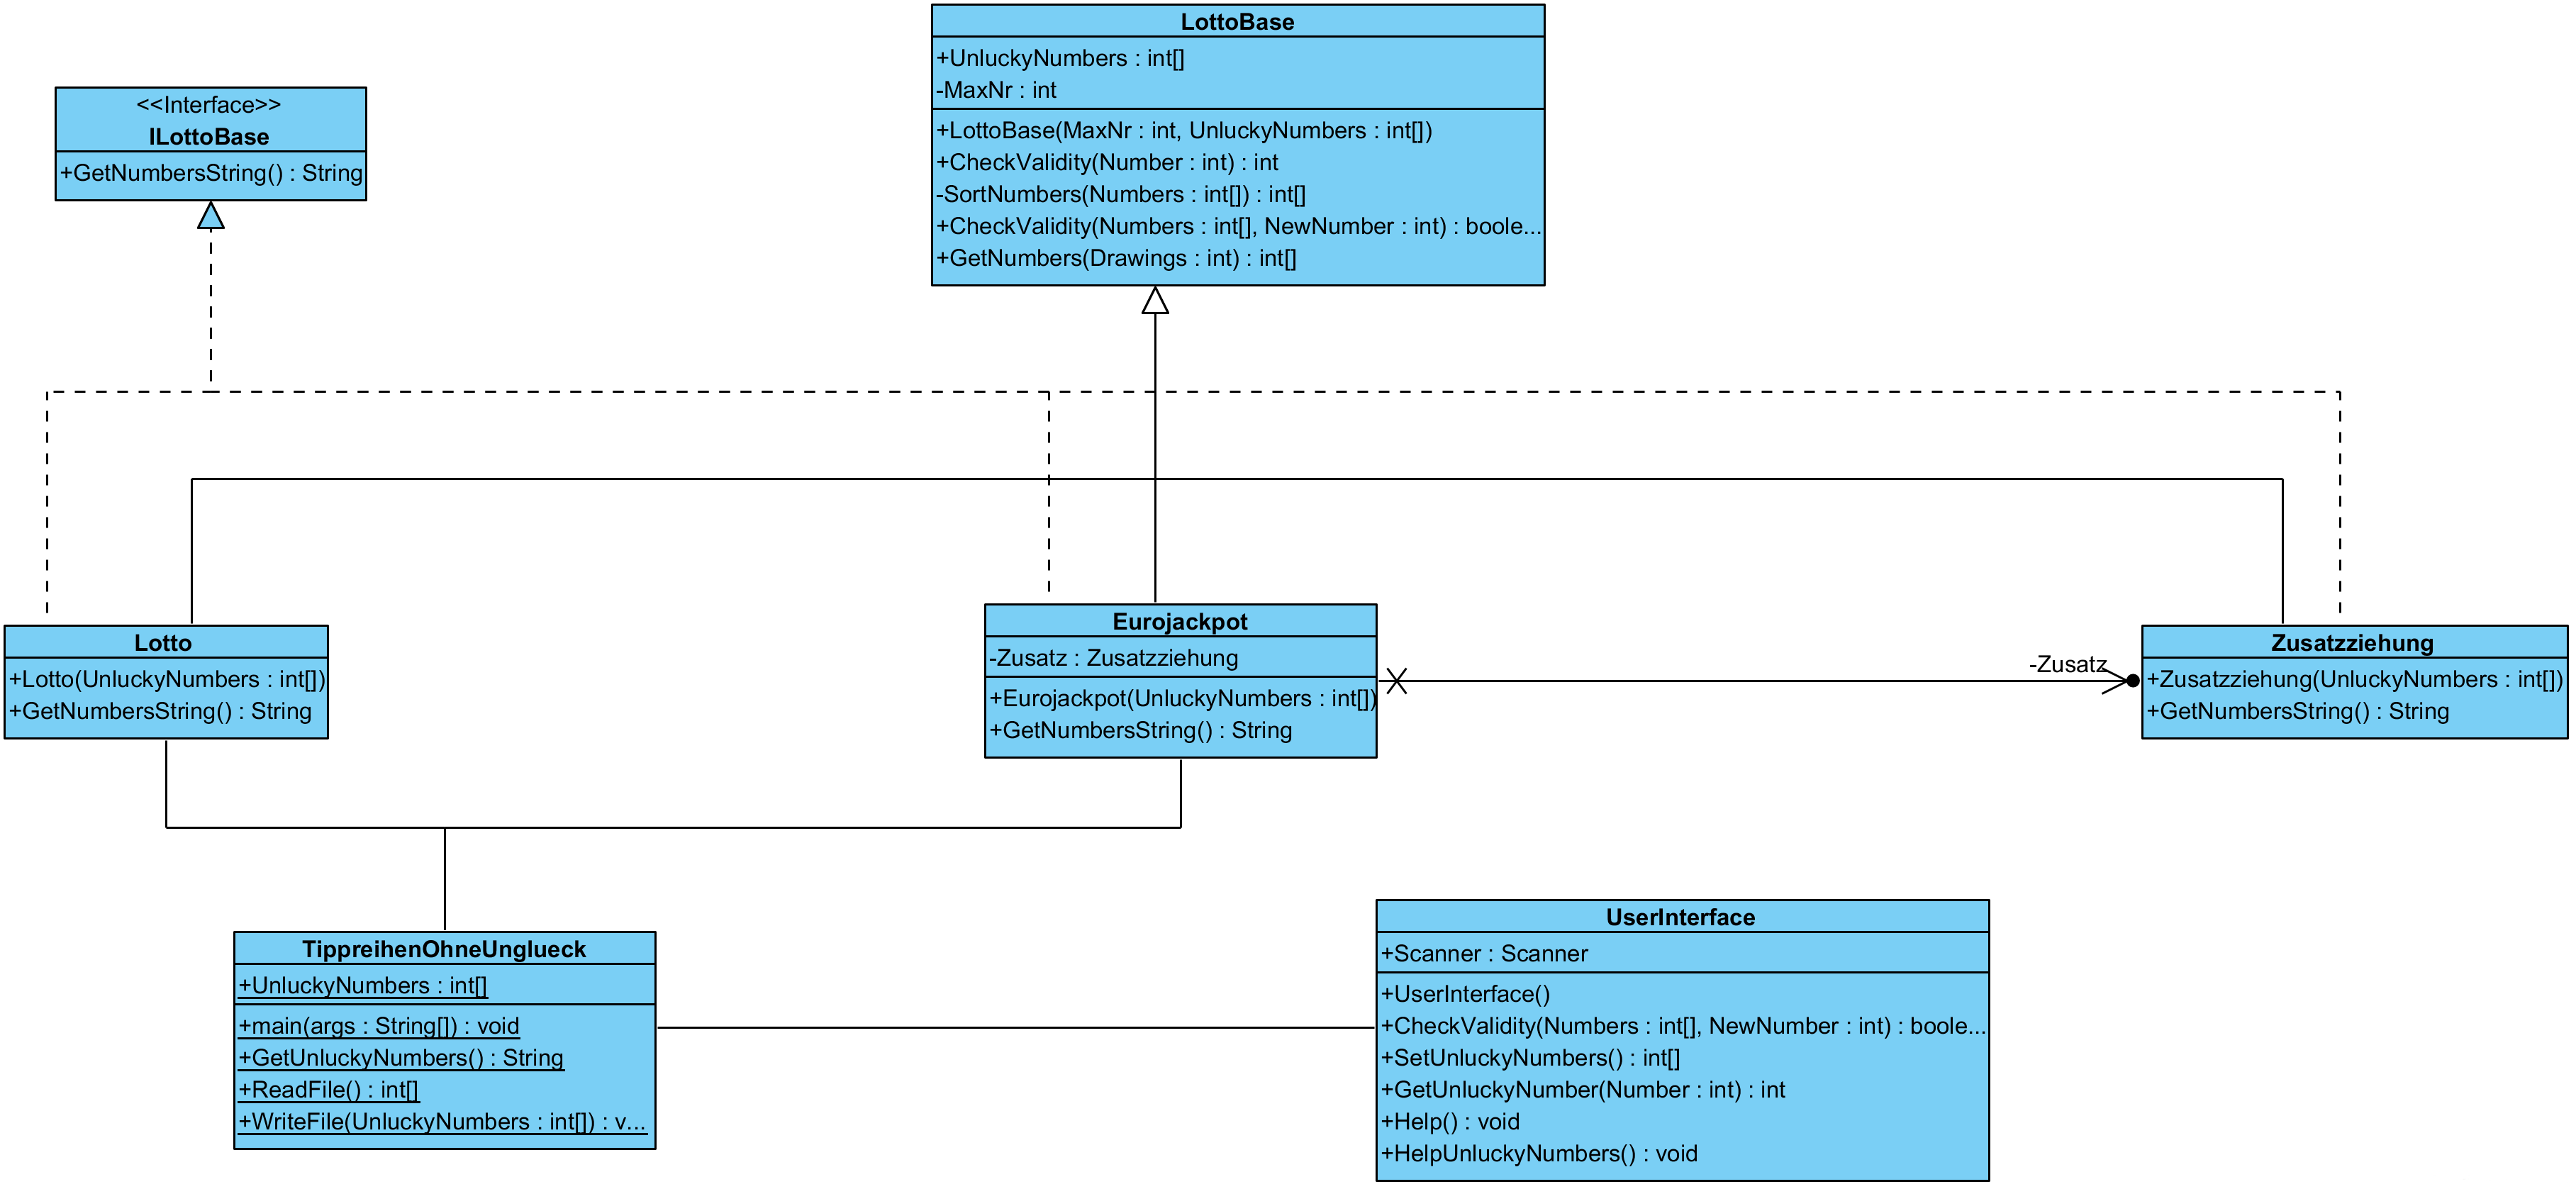 LottoBase
+UnluckyNumbers : int[]
-MaxNr : int
+LottoBase(MaxNr : int, UnluckyNumbers : int[])
+CheckValidity(Number : int) : int
-SortNumbers(Numbers : int[]) : int[]
+CheckValidity(Numbers : int[], NewNumber : int) : boole...
+GetNumbers(Drawings : int) : int[]
<<Interface>>
ILottoBase
+GetNumbersString() : String
Lotto
+Lotto(UnluckyNumbers : int[])
+GetNumbersString() : String
Eurojackpot
-Zusatz : Zusatzziehung
+Eurojackpot(UnluckyNumbers : int[])
+GetNumbersString() : String
-Zusatz
Zusatzziehung
+Zusatzziehung(UnluckyNumbers : int[])
+GetNumbersString() : String
TippreihenOhneUnglueck
+UnluckyNumbers : int[]
+main(args : String[]) : void
+GetUnluckyNumbers() : String
+ReadFile() : int[]
+WriteFile(UnluckyNumbers : int[]) : v...
UserInterface
+Scanner : Scanner
+UserInterface()
+CheckValidity(Numbers : int[], NewNumber : int) : boole...
+SetUnluckyNumbers() : int[]
+GetUnluckyNumber(Number : int) : int
+Help() : void
+HelpUnluckyNumbers() : void